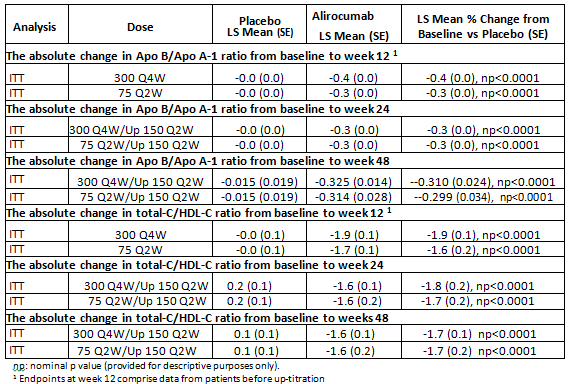 Analysis Dose Placebo LS Mean (SE) Alirocumab LS Mean (SE) LS Mean % Change from Baseline vs Placebo (SE)
The absolute change in Apo B/Apo A-1 ratio from baseline to week 12 1
ITT 300 Q4W -0.0 (0.0) -0.4 (0.0) -0.4 (0.0), np<0.0001
ITT 75 Q2W -0.0 (0.0) -0.3 (0.0) -0.3 (0.0), np<0.0001
The absolute change in Apo B/Apo A-1 ratio from baseline to week 24
ITT 300 Q4W/Up 150 Q2W -0.0 (0.0) -0.3 (0.0) -0.3 (0.0), np<0.0001
ITT 75 Q2W/Up 150 Q2W -0.0 (0.0) -0.3 (0.0) -0.3 (0.0), np<0.0001
The absolute change in Apo B/Apo A-1 ratio from baseline to week 48
ITT 300 Q4W/Up 150 Q2W -0.015 (0.019) -0.325 (0.014) --0.310 (0.024), np<0.0001
ITT 75 Q2W/Up 150 Q2W -0.015 (0.019) -0.314 (0.028) --0.299 (0.034), np<0.0001
The absolute change in total-C/HDL-C ratio from baseline to week 12 1
ITT 300 Q4W -0.0 (0.1) -1.9 (0.1) -1.9 (0.1), np<0.0001
ITT 75 Q2W -0.0 (0.1) -1.7 (0.1) -1.6 (0.2), np<0.0001
The absolute change in total-C/HDL-C ratio from baseline to week 24
ITT 300 Q4W/Up 150 Q2W 0.2 (0.1) -1.6 (0.1) -1.8 (0.2), np<0.0001
ITT 75 Q2W/Up 150 Q2W 0.2 (0.1) -1.6 (0.2) -1.7 (0.2), np<0.0001
The absolute change in total-C/HDL-C ratio from baseline to weeks 48
ITT 300 Q4W/Up 150 Q2W 0.1 (0.1) -1.6 (0.1) -1.7 (0.1) np<0.0001
ITT 75 Q2W/Up 150 Q2W 0.1 (0.1) -1.6 (0.2) -1.7 (0.2) np<0.0001
np: nominal p value (provided for descriptive purposes only).
1 Endpoints at week 12 comprise data from patients before up-titration